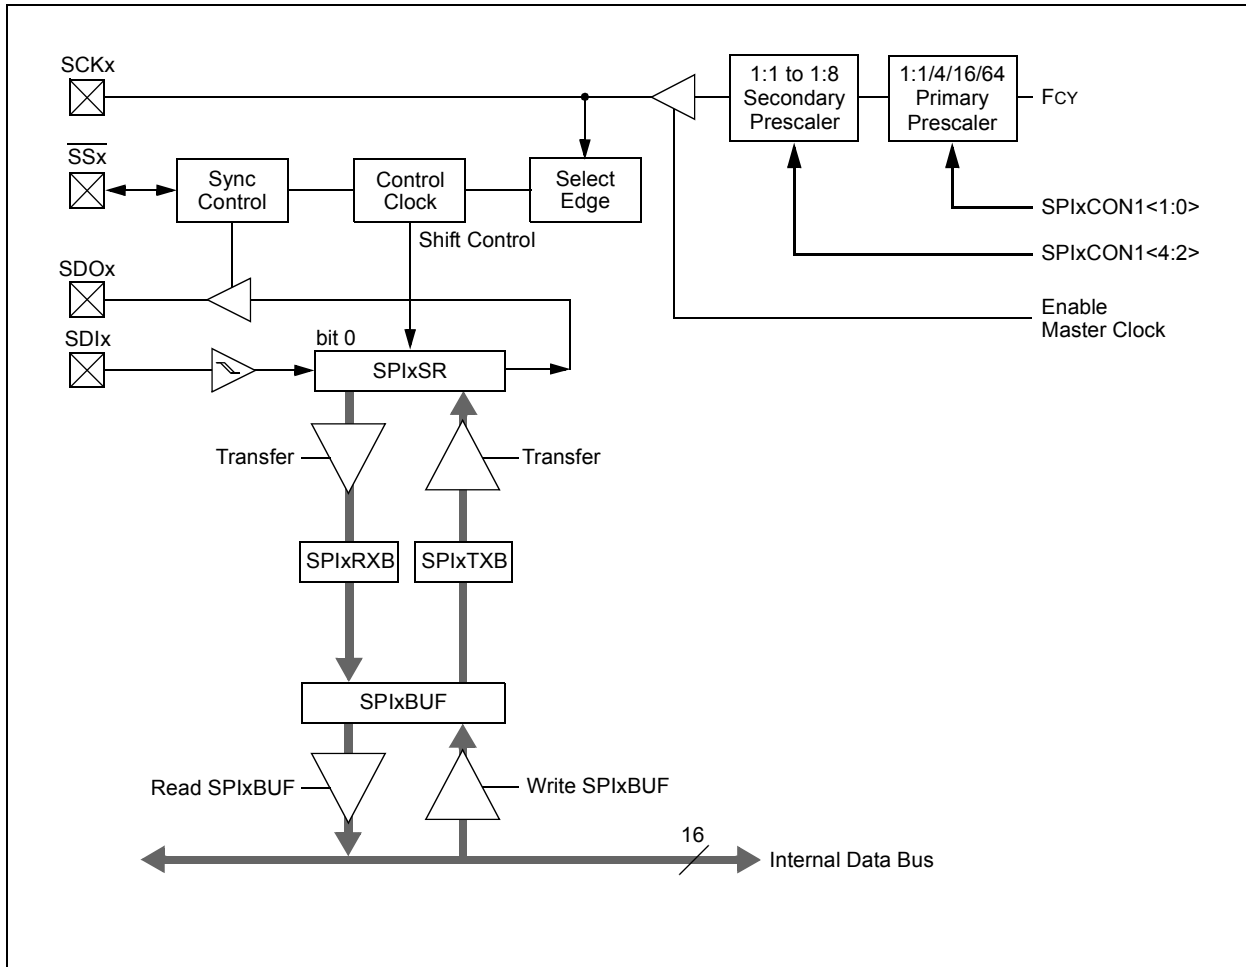 SCKx
1:1 to 1:8
Secondary
Prescaler
1:1/4/16/64
Primary
Prescaler
FCY
SSx
Sync
Control
Control
Clock
Select
Edge
SPIxCON1<1:0>
Shift Control
SPIxCON1<4:2>
SDOx
Enable
Master Clock
SDIx
bit 0
SPIxSR
Transfer
Transfer
SPIxRXB
SPIxTXB
SPIxBUF
Read SPIxBUF
Write SPIxBUF
16
Internal Data Bus